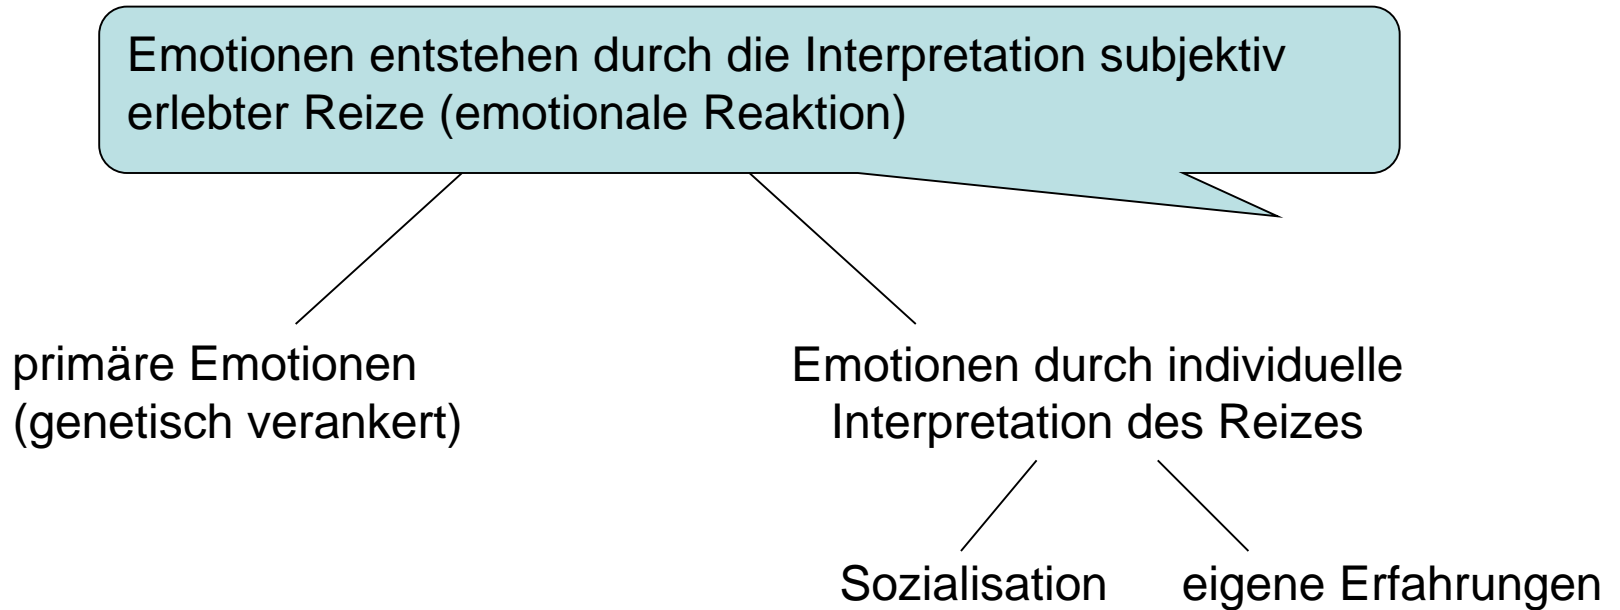 Emotionen entstehen durch die Interpretation subjektiv
erlebter Reize (emotionale Reaktion)
primäre Emotionen
(genetisch verankert)
Emotionen durch individuelle
Interpretation des Reizes
Sozialisation
eigene Erfahrungen